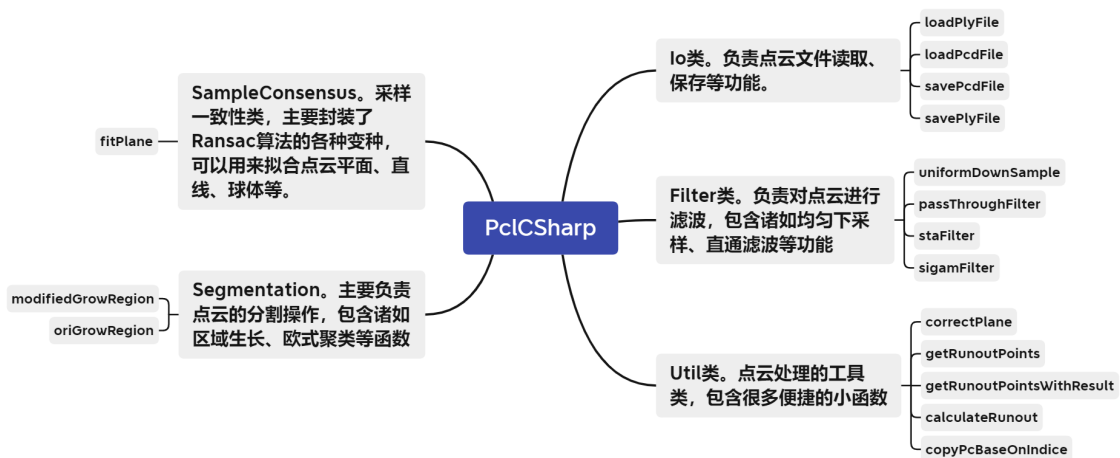 PclCSharp
Io类。负责点云文件读取、
保存等功能。
loadPlyFile
loadPcdFile
savePcdFile
savePlyFile
Filter类。负责对点云进行
滤波，包含诸如均匀下采
样、直通滤波等功能
uniformDownSample
passThroughFilter
staFilter
sigamFilter
Util类。点云处理的工具
类，包含很多便捷的小函数
correctPlane
getRunoutPoints
getRunoutPointsWithResult
calculateRunout
copyPcBaseOnIndice
SampleConsensus。采样
一致性类，主要封装了
Ransac算法的各种变种，
可以用来拟合点云平面、直
线、球体等。
fitPlane
Segmentation。主要负责
点云的分割操作，包含诸如
区域生长、欧式聚类等函数
modifiedGrowRegion
oriGrowRegion